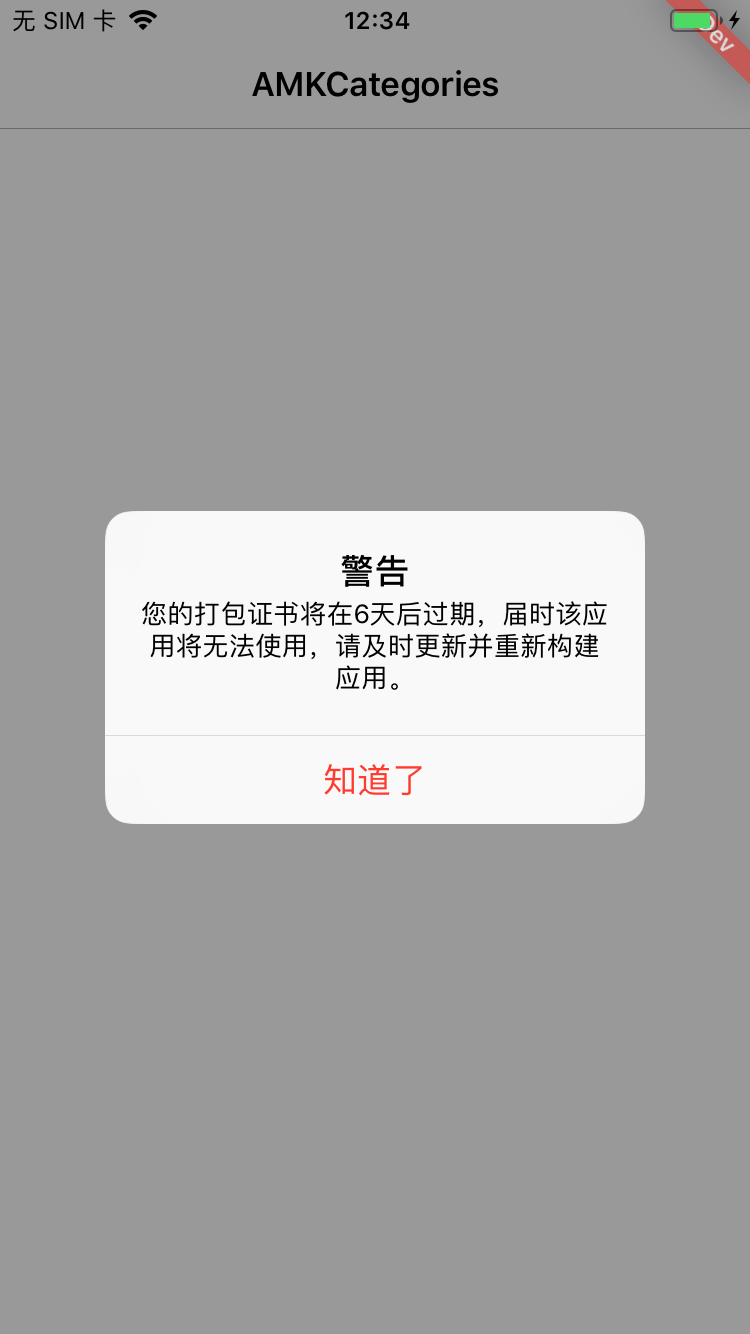 无 SIM 卡
12:34
Dev
AMKCategories
警告
您的打包证书将在6天后过期，届时该应
用将无法使用，请及时更新并重新构建
应用。
知道了